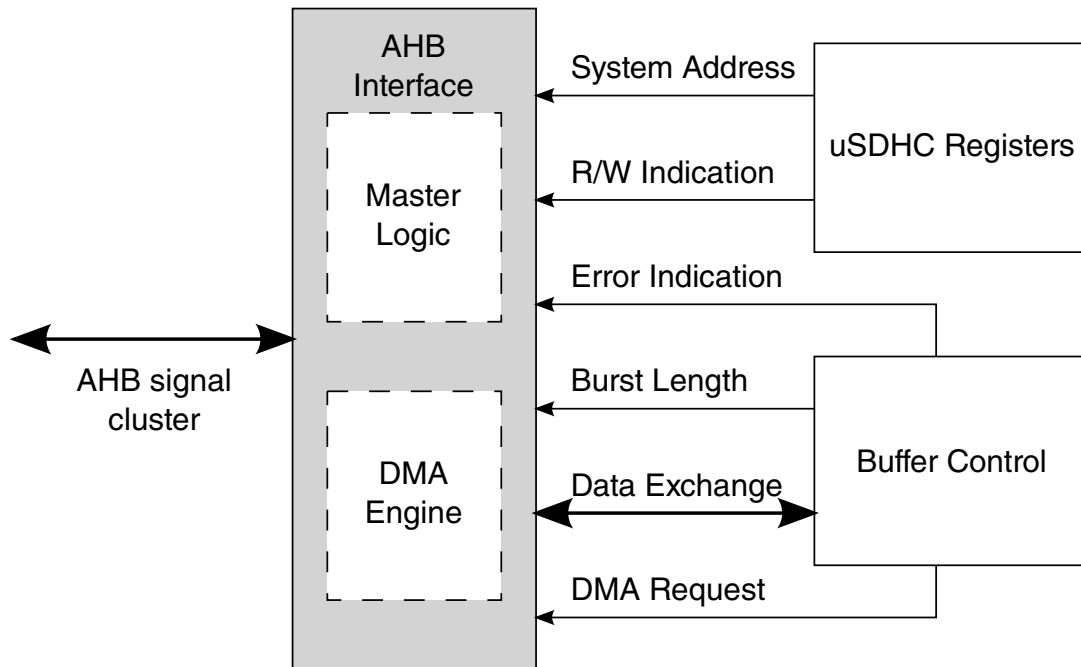 AHB
Interface
Master
Logic
DMA
Engine
AHB signal
cluster
System Address
R/W Indication
Error Indication
Burst Length
Data Exchange
DMA Request
uSDHC Registers
Buffer Control